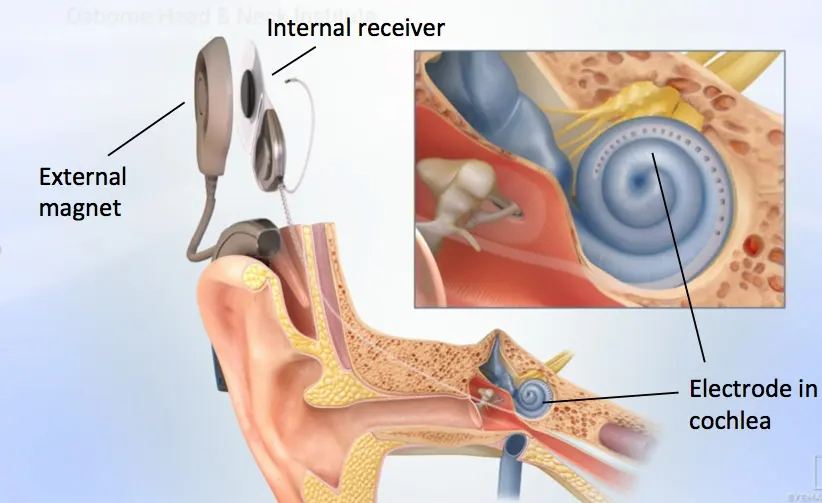 Osborne Head & Neck Institute
Internal receiver
External
magnet
Electrode in
cochlea